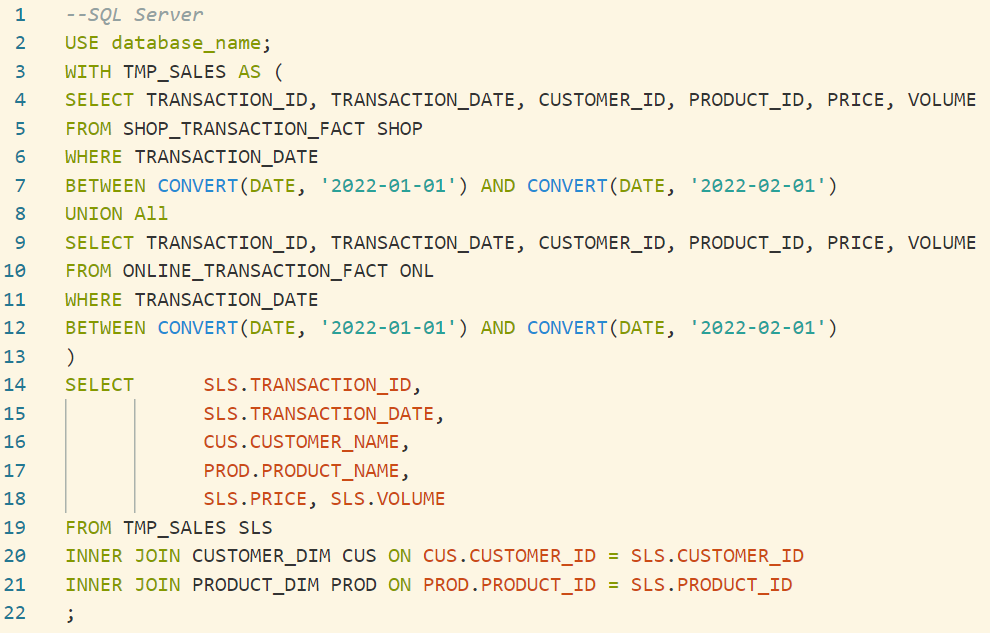 1 --SQL Server
2 USE database_name;
3 WITH TMP_SALES AS (
4 SELECT TRANSACTION_ID, TRANSACTION_DATE, CUSTOMER_ID, PRODUCT_ID, PRICE, VOLUME
5 FROM SHOP_TRANSACTION_FACT SHOP
6 WHERE TRANSACTION_DATE
7 BETWEEN CONVERT(DATE, '2022-01-01') AND CONVERT(DATE, '2022-02-01')
8 UNION All
9 SELECT TRANSACTION_ID, TRANSACTION_DATE, CUSTOMER_ID, PRODUCT_ID, PRICE, VOLUME
10 FROM ONLINE_TRANSACTION_FACT ONL
11 WHERE TRANSACTION_DATE
12 BETWEEN CONVERT(DATE, '2022-01-01') AND CONVERT(DATE, '2022-02-01')
13 )
14 SELECT SLS.TRANSACTION_ID,
15 SLS.TRANSACTION_DATE,
16 CUS.CUSTOMER_NAME,
17 PROD.PRODUCT_NAME,
18 SLS.PRICE, SLS.VOLUME
19 FROM TMP_SALES SLS
20 INNER JOIN CUSTOMER_DIM CUS ON CUS.CUSTOMER_ID = SLS.CUSTOMER_ID
21 INNER JOIN PRODUCT_DIM PROD ON PROD.PRODUCT_ID = SLS.PRODUCT_ID
22 ;